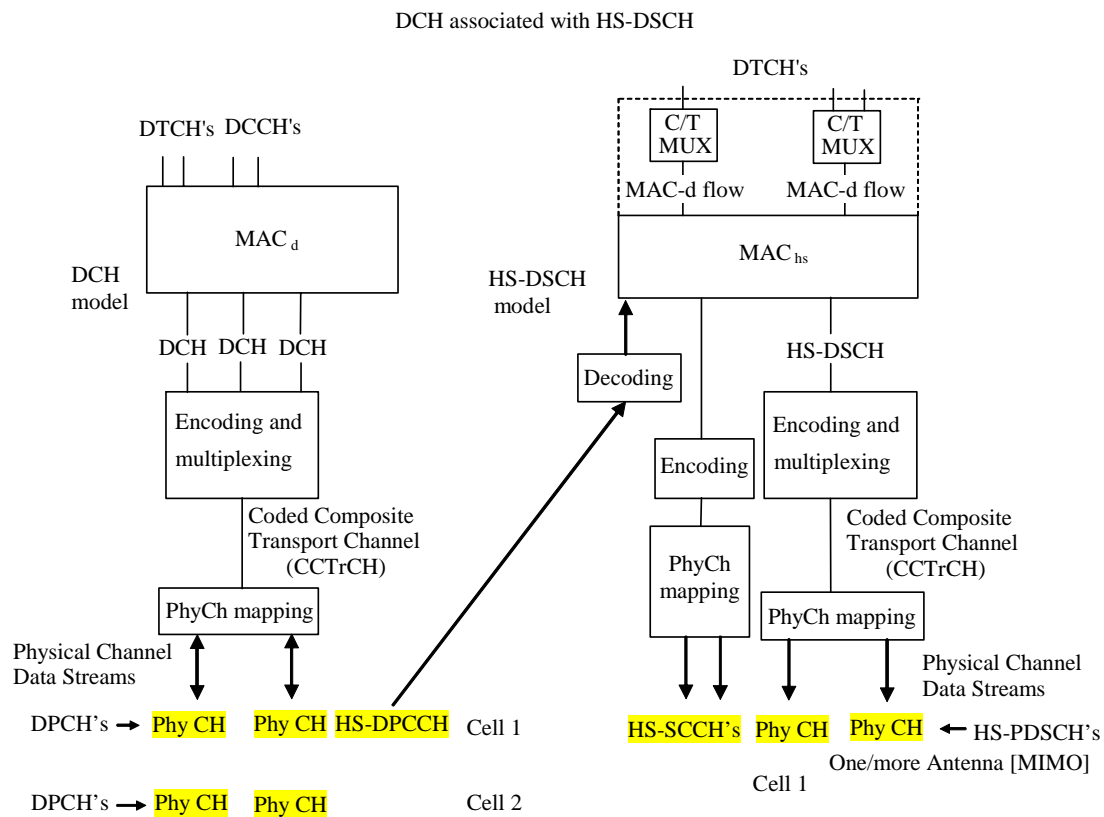 DCH associated with HS-DSCH
DTCH's
C/T
MUX
C/T
MUX
MAC-d flow
MAC-d flow
DTCH's DCCH's
MAC d
MAC hs
DCH
model
HS-DSCH
model
DCH DCH DCH
HS-DSCH
Decoding
Encoding and
multiplexing
Encoding
Encoding and
multiplexing
Coded Composite
Transport Channel
(CCTrCH)
Coded Composite
Transport Channel
(CCTrCH)
PhyCh
mapping
PhyCh mapping
PhyCh mapping
Physical Channel
Data Streams
Physical Channel
Data Streams
DPCH's Phy CH Phy CH HS-DPCCH Cell 1
HS-SCCH's Phy CH Phy CH HS-PDSCH's
One/more Antenna [MIMO]
Cell 1
DPCH's Phy CH Phy CH Cell 2